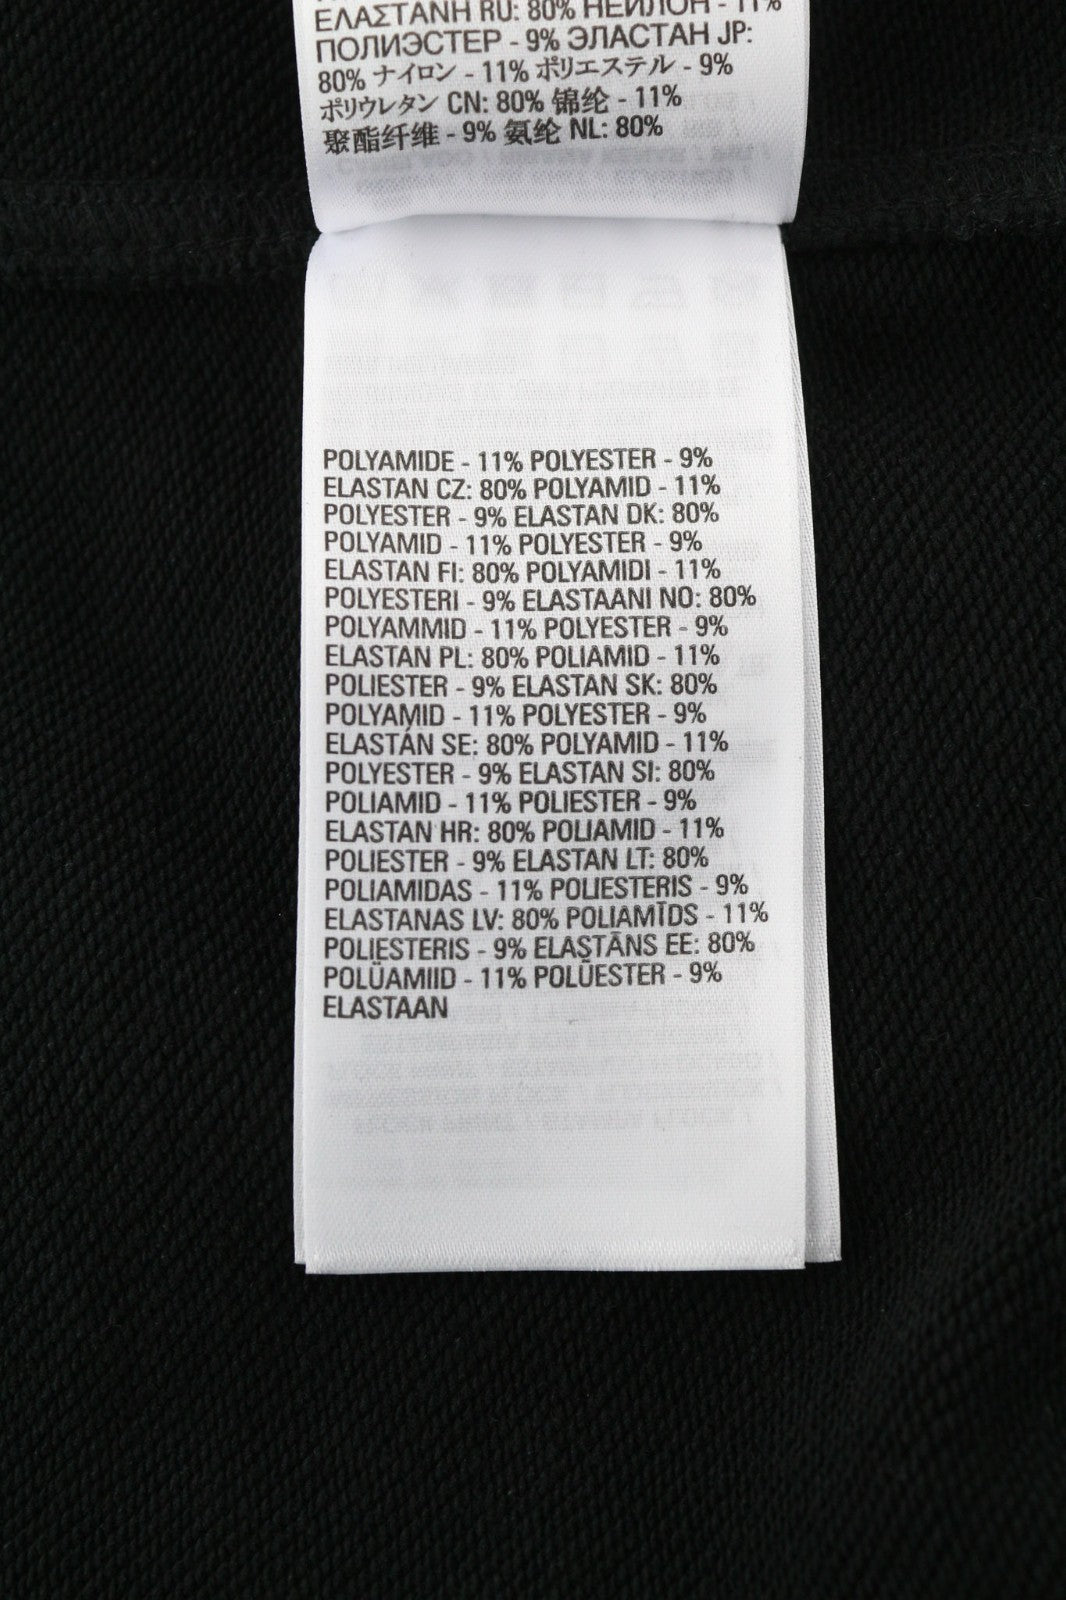 ΕΛΑΣΤΑΝΗ RU: 80% НЕЙЛОН - 11%
ПОЛИЭСТЕР - 9% ЭЛАСТАН JP:
80% ナイロン - 11% ポリエステル - 9%
ポリウレタン CN: 80% 锦纶 - 11%
聚酯纤维 - 9% 氨纶 NL: 80%
POLYAMIDE - 11% POLYESTER - 9%
ELASTAN CZ: 80% POLYAMID - 11%
POLYESTER - 9% ELASTAN DK: 80%
POLYAMID - 11% POLYESTER - 9%
ELASTAN FI: 80% POLYAMIDI - 11%
POLYESTERI - 9% ELASTAANI NO: 80%
POLYAMMID - 11% POLYESTER - 9%
ELASTAN PL: 80% POLIAMID - 11%
POLIESTER - 9% ELASTAN SK: 80%
POLYAMID - 11% POLYESTER - 9%
ELASTÁN SE: 80% POLYAMID - 11%
POLYESTER - 9% ELASTAN SI: 80%
POLIAMID - 11% POLIESTER - 9%
ELASTAN HR: 80% POLIAMID - 11%
POLIESTER - 9% ELASTAN LT: 80%
POLIAMIDAS - 11% POLIESTERIS - 9%
ELASTANAS LV: 80% POLIAMĪDS - 11%
POLIESTERIS - 9% ELASTĀNS EE: 80%
POLÜAMIID - 11% POLÜESTER - 9%
ELASTAAN